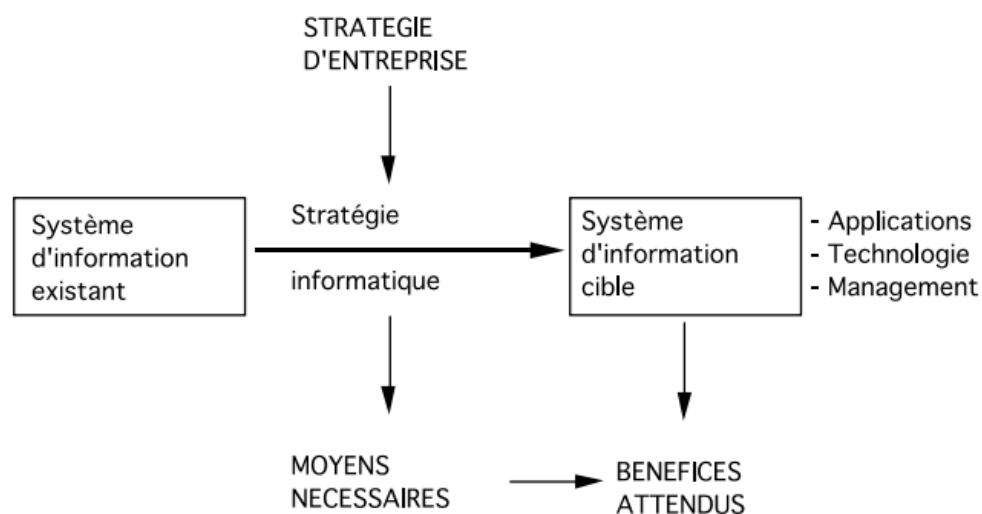 STRATEGIE
D'ENTREPRISE
Système
d'information
existant
Stratégie
informatique
Système
d'information
cible
- Applications
- Technologie
- Management
MOYENS
NECESSAIRES
BENEFICES
ATTENDUS